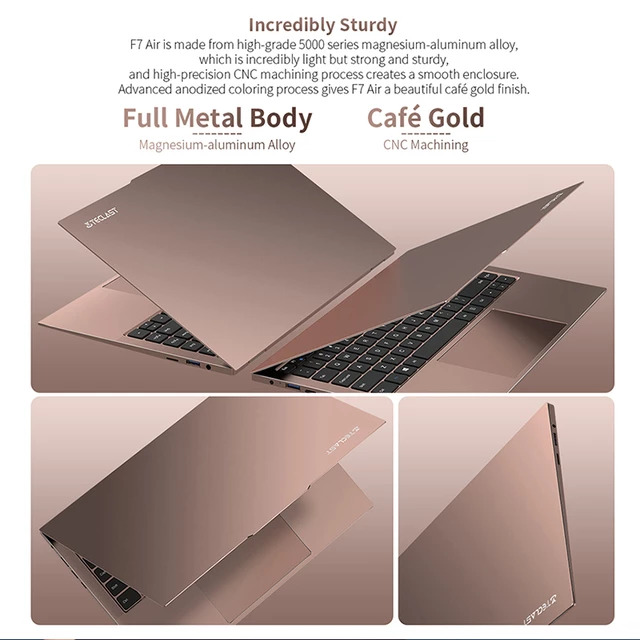 Incredibly Sturdy
F7 Air is made from high-grade 5000 series magnesium-aluminum alloy,
which is incredibly light but strong and sturdy,
and high-precision CNC machining process creates a smooth enclosure.
Advanced anodized coloring process gives F7 Air a beautiful café gold finish.
Full Metal Body
Café Gold
Magnesium-aluminum Alloy
CNC Machining
TECLAST
TECLAST
TECLAST